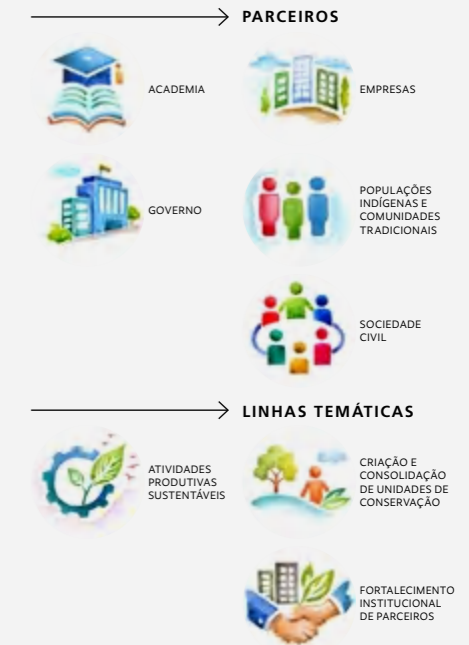 PARCEIROS
ACADEMIA
EMPRESAS
GOVERNO
POPULAÇÕES
INDÍGENAS E
COMUNIDADES
TRADICIONAIS
SOCIEDADE
CIVIL
LINHAS TEMÁTICAS
ATIVIDADES
PRODUTIVAS
SUSTENTÁVEIS
CRIAÇÃO E
CONSOLIDAÇÃO
DE UNIDADES DE
CONSERVAÇÃO
FORTALECIMENTO
INSTITUCIONAL
DE PARCEIROS